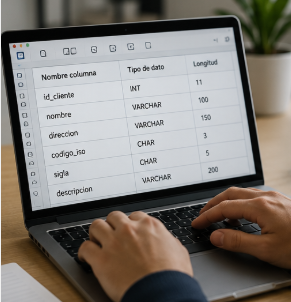 Nombre columna Tipo de dato Longitud
id_cliente INT 11
nombre VARCHAR 100
direccion VARCHAR 150
codigo_iso CHAR 3
sigla CHAR 5
descripcion VARCHAR 200